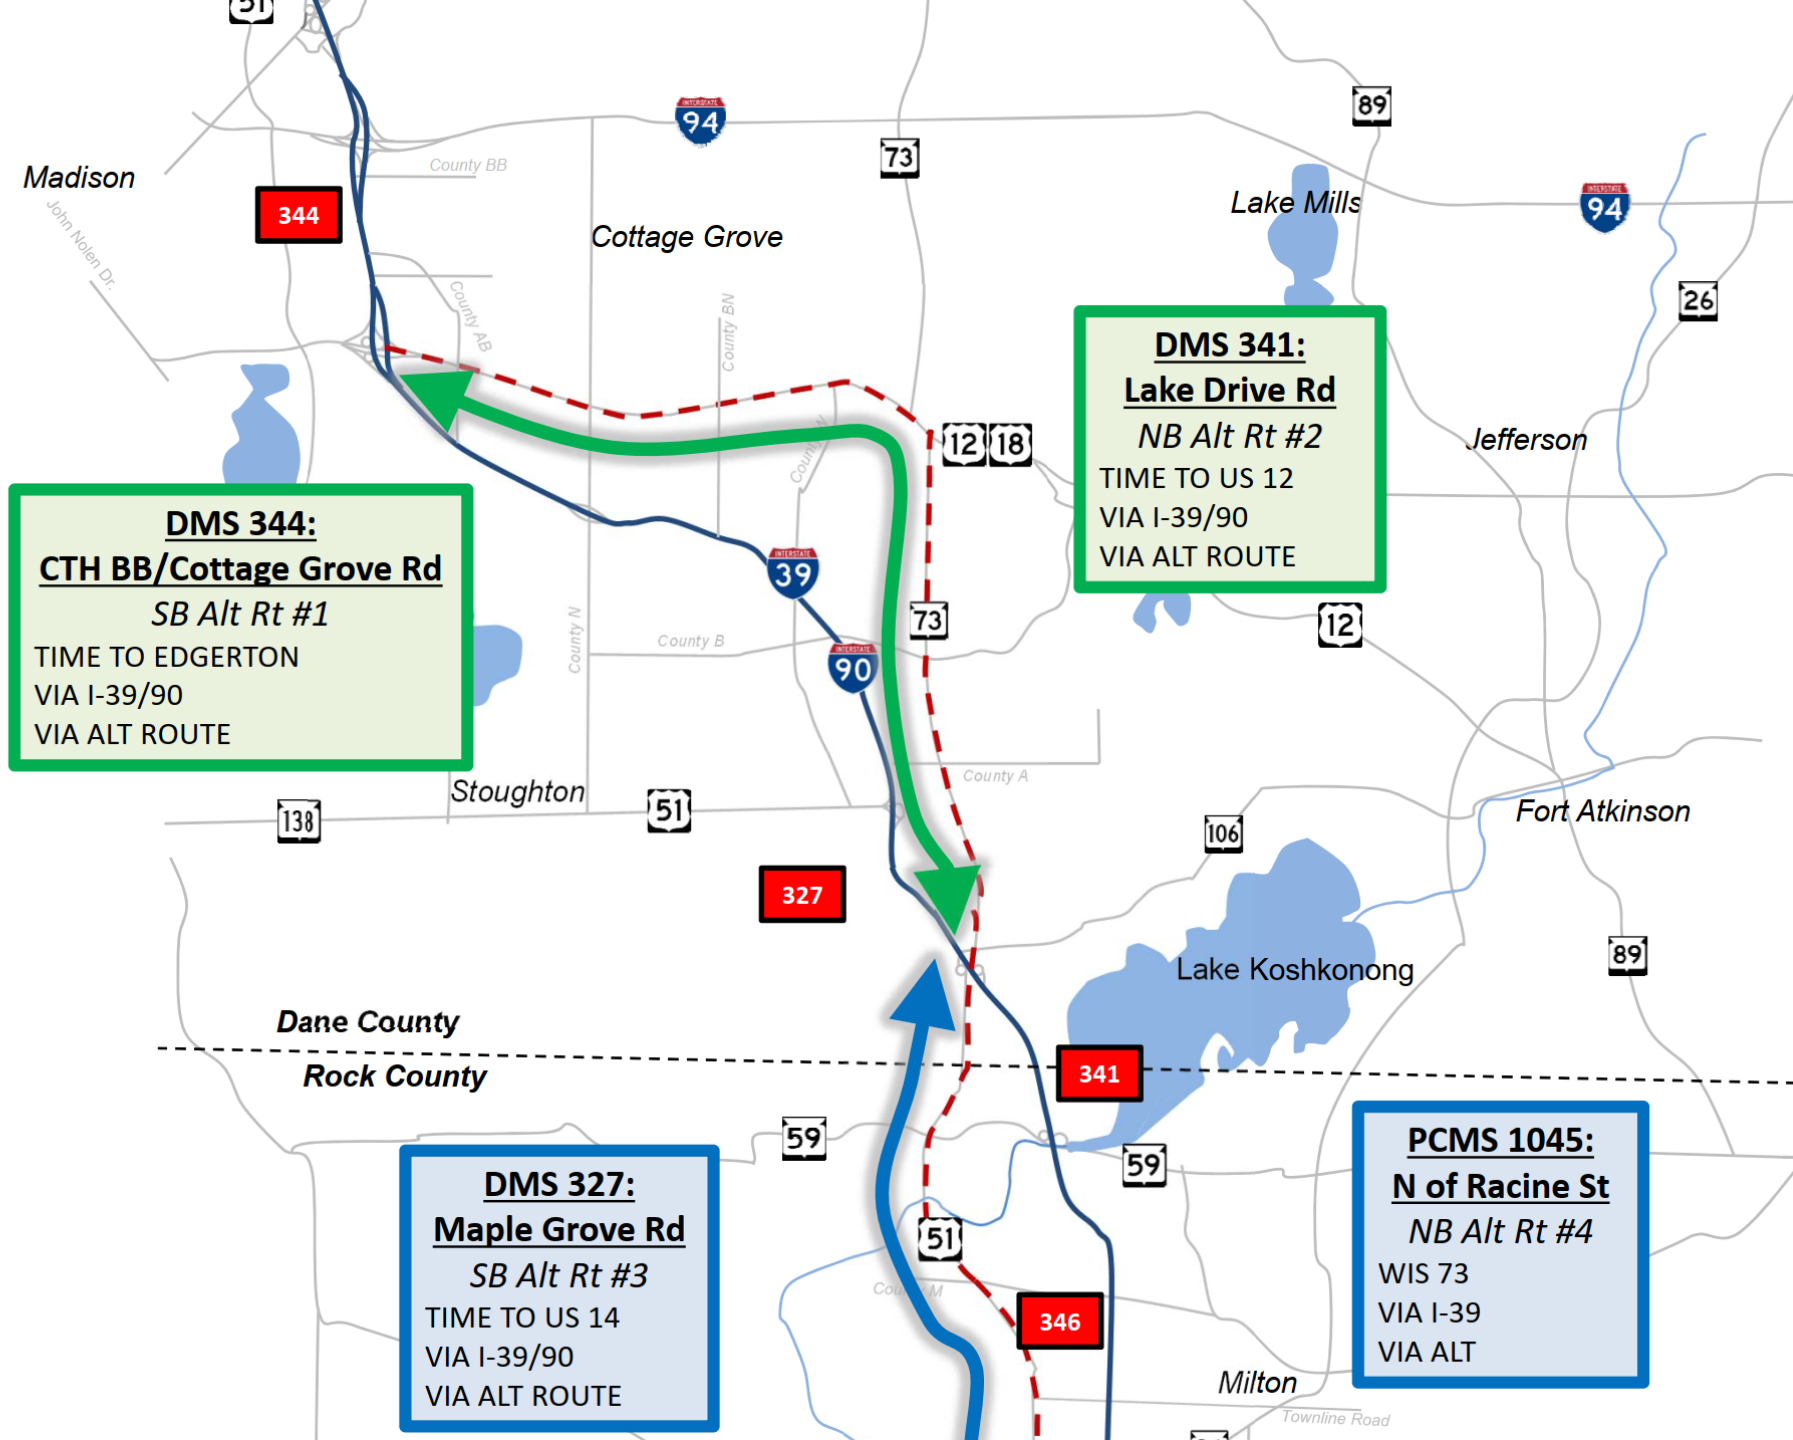 51
INTERSTATE
94
89
73
County BB
Madison
344
John Nolen Dr.
Cottage Grove
Lake Mills
INTERSTATE
94
26
County AB
County BN
DMS 341:
Lake Drive Rd
NB Alt Rt #2
TIME TO US 12
VIA I-39/90
VIA ALT ROUTE
12
18
Jefferson
County N
DMS 344:
CTH BB/Cottage Grove Rd
SB Alt Rt #1
TIME TO EDGERTON
VIA I-39/90
VIA ALT ROUTE
INTERSTATE
39
County N
County B
73
INTERSTATE
90
12
County A
Stoughton
138
51
106
Fort Atkinson
327
Lake Koshkonong
89
Dane County
Rock County
341
59
59
DMS 327:
Maple Grove Rd
SB Alt Rt #3
TIME TO US 14
VIA I-39/90
VIA ALT ROUTE
51
County M
346
PCMS 1045:
N of Racine St
NB Alt Rt #4
WIS 73
VIA I-39
VIA ALT
Milton
Townline Road